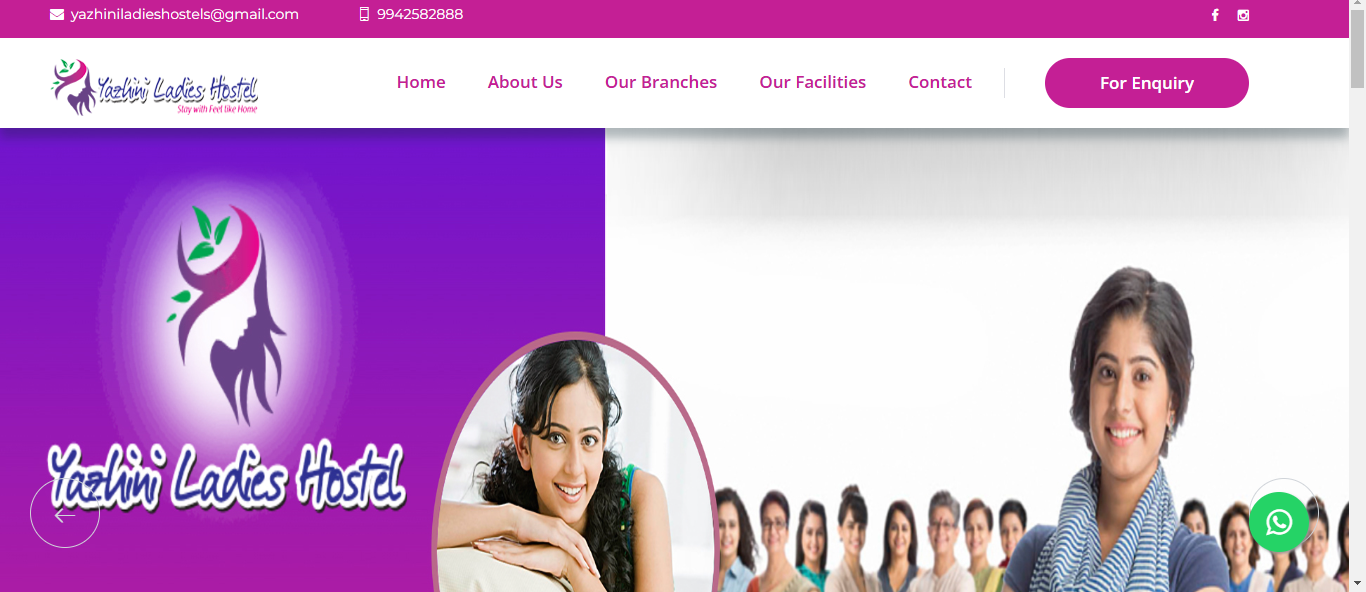 yazhiniladieshostels@gmail.com 9942582888
Yazhini Ladies Hostel
Stay with Feel like Home
Home About Us Our Branches Our Facilities Contact For Enquiry
Yazhini Ladies Hostel